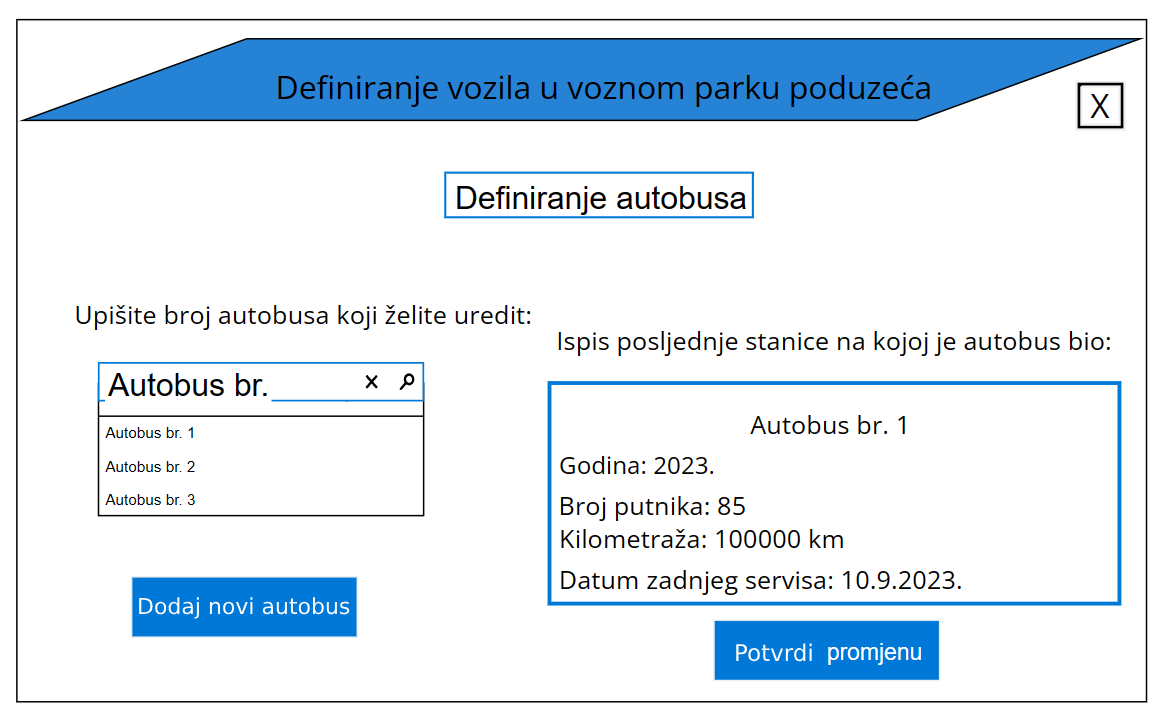 Definiranje vozila u voznom parku poduzeća
X
Definiranje autobusa
Upišite broj autobusa koji želite uredit:
Autobus br.
Autobus br. 1
Autobus br. 2
Autobus br. 3
Dodaj novi autobus
Ispis posljednje stanice na kojoj je autobus bio:
Autobus br. 1
Godina: 2023.
Broj putnika: 85
Kilometraža: 100000 km
Datum zadnjeg servisa: 10.9.2023.
Potvrdi promjenu